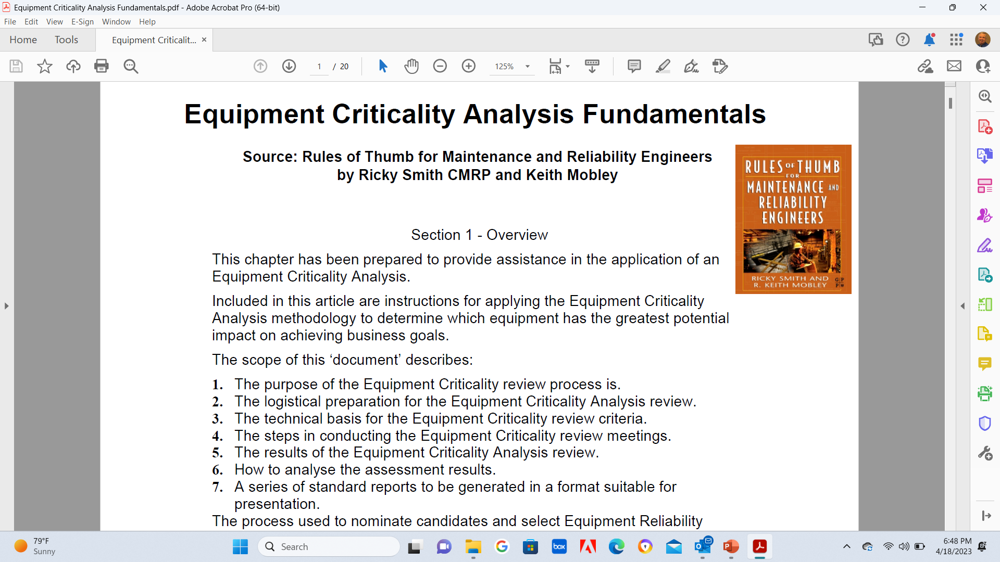 Equipment Criticality Analysis Fundamentals.pdf - Adobe Acrobat Pro (64-bit)
File Edit View E-Sign Window Help
Home Tools Equipment Criticalit... ×
1 / 20 125%
Equipment Criticality Analysis Fundamentals
Source: Rules of Thumb for Maintenance and Reliability Engineers
by Ricky Smith CMRP and Keith Mobley
RULES OF THUMB
FOR
MAINTENANCE AND
RELIABILITY
ENGINEERS
RICKY SMITH AND
R. KEITH MOBLEY
Section 1 - Overview
This chapter has been prepared to provide assistance in the application of an
Equipment Criticality Analysis.
Included in this article are instructions for applying the Equipment Criticality
Analysis methodology to determine which equipment has the greatest potential
impact on achieving business goals.
The scope of this ‘document’ describes:
1. The purpose of the Equipment Criticality review process is.
2. The logistical preparation for the Equipment Criticality Analysis review.
3. The technical basis for the Equipment Criticality review criteria.
4. The steps in conducting the Equipment Criticality review meetings.
5. The results of the Equipment Criticality Analysis review.
6. How to analyse the assessment results.
7. A series of standard reports to be generated in a format suitable for
presentation.
The process used to nominate candidates and select Equipment Reliability
79°F
Sunny
Search
box
6:48 PM
4/18/2023